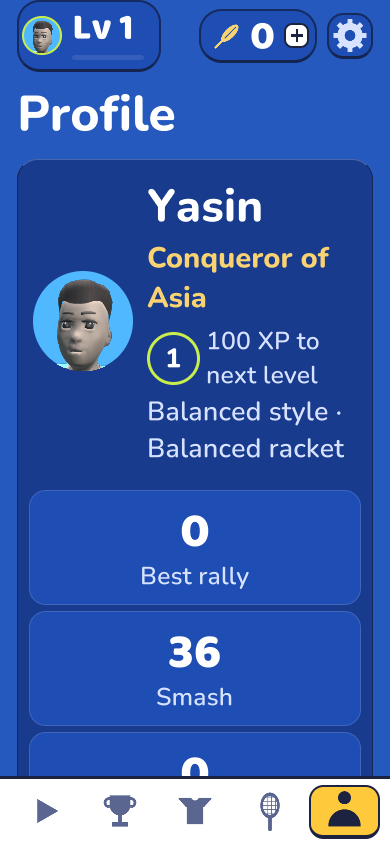 Lv 1
0
Profile
Yasin
Conqueror of
Asia
1
100 XP to
next level
Balanced style ·
Balanced racket
0
Best rally
36
Smash
0